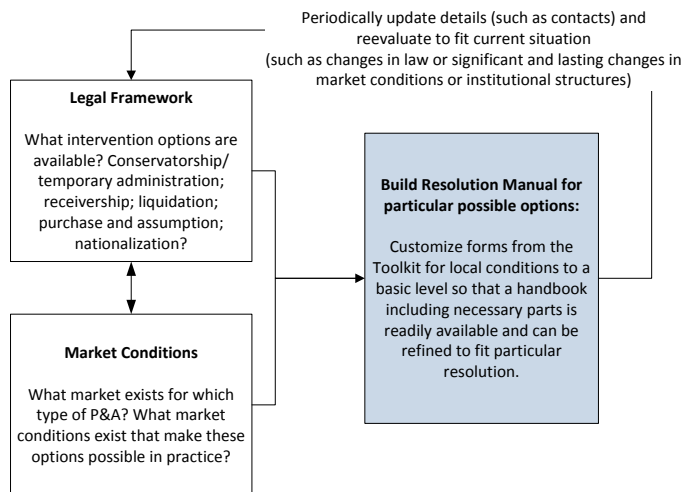 Periodically update details (such as contacts) and
reevaluate to fit current situation
(such as changes in law or significant and lasting changes in
market conditions or institutional structures)
Legal Framework
What intervention options are
available? Conservatorship/
temporary administration;
receivership; liquidation;
purchase and assumption;
nationalization?
Market Conditions
What market exists for which
type of P&A? What market
conditions exist that make these
options possible in practice?
Build Resolution Manual for
particular possible options:
Customize forms from the
Toolkit for local conditions to a
basic level so that a handbook
including necessary parts is
readily available and can be
refined to fit particular
resolution.